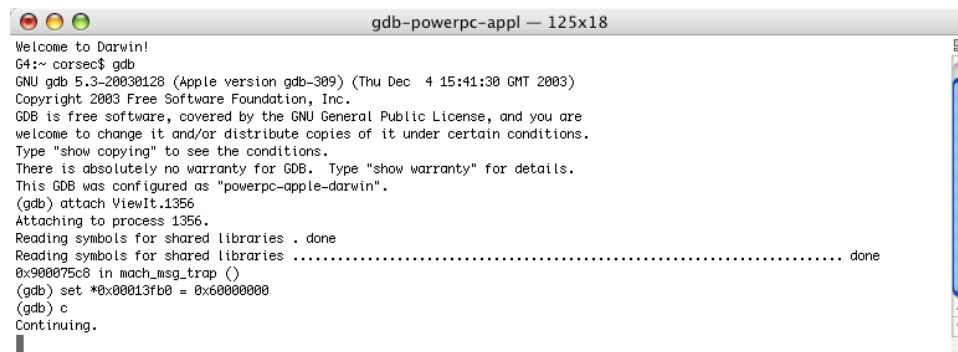 gdb-powerpc-appl — 125x18
Welcome to Darwin!
G4:~ corsec$ gdb
GNU gdb 5.3-20030128 (Apple version gdb-309) (Thu Dec  4 15:41:30 GMT 2003)
Copyright 2003 Free Software Foundation, Inc.
GDB is free software, covered by the GNU General Public License, and you are
welcome to change it and/or distribute copies of it under certain conditions.
Type "show copying" to see the conditions.
There is absolutely no warranty for GDB.  Type "show warranty" for details.
This GDB was configured as "powerpc-apple-darwin".
(gdb) attach ViewIt.1356
Attaching to process 1356.
Reading symbols for shared libraries . done
Reading symbols for shared libraries .......................................................................... done
0x900075c8 in mach_msg_trap ()
(gdb) set *0x00013fb0 = 0x60000000
(gdb) c
Continuing.